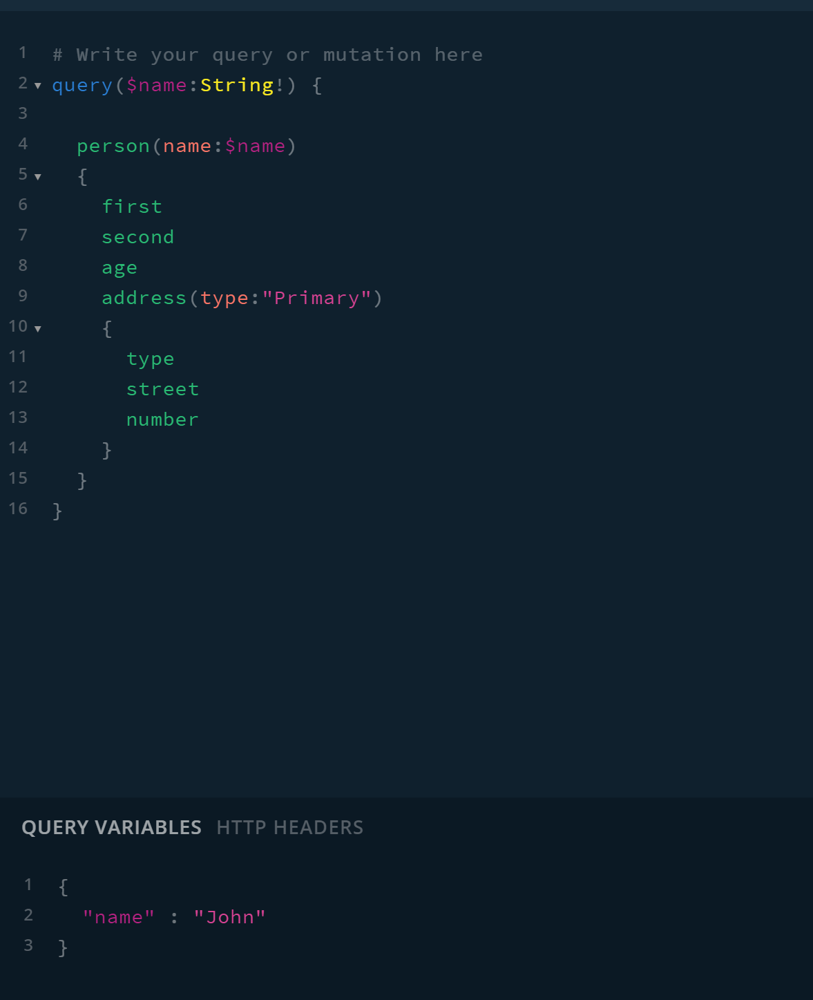 1 # Write your query or mutation here
2 ▾ query($name:String!) {
3
4   person(name:$name)
5 ▾   {
6     first
7     second
8     age
9     address(type:"Primary")
10 ▾     {
11       type
12       street
13       number
14     }
15   }
16 }
QUERY VARIABLES HTTP HEADERS
1 {
2   "name" : "John"
3 }